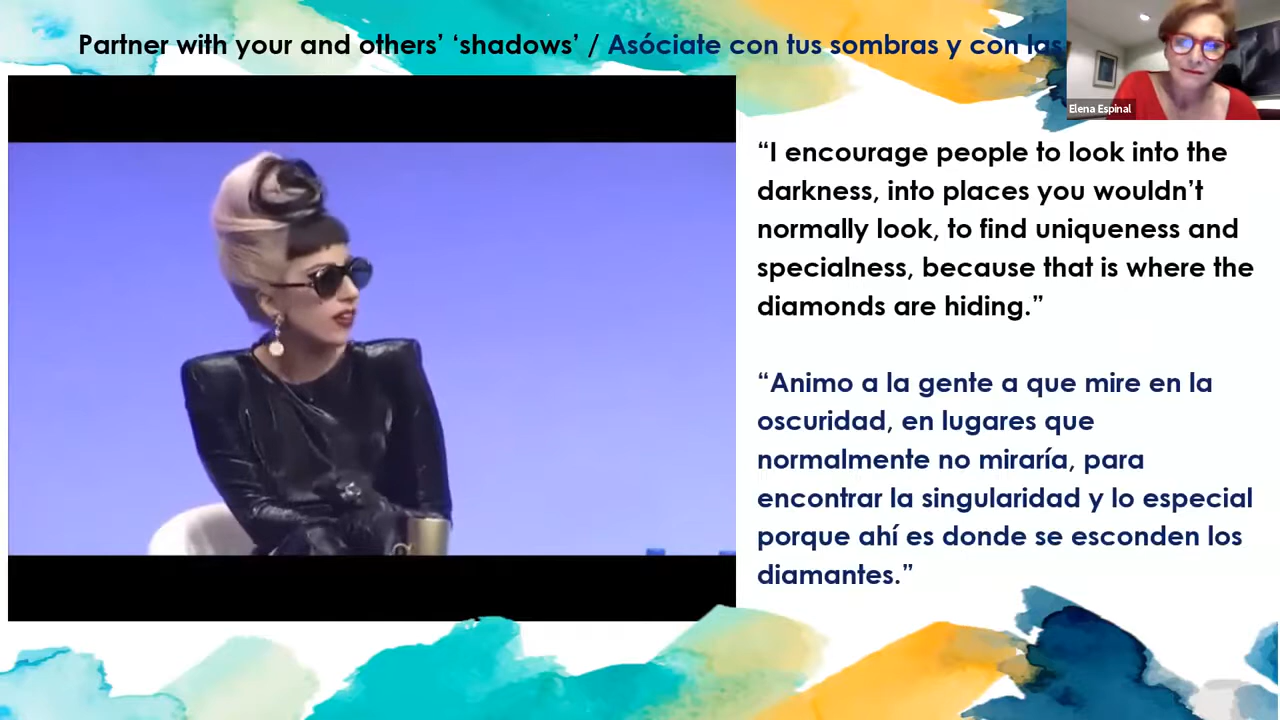 Partner with your and others’ ‘shadows’ / Asóciate con tus sombras y con las
Elena Espinal
“I encourage people to look into the
darkness, into places you wouldn’t
normally look, to find uniqueness and
specialness, because that is where the
diamonds are hiding.”
“Animo a la gente a que mire en la
oscuridad, en lugares que
normalmente no miraría, para
encontrar la singularidad y lo especial
porque ahí es donde se esconden los
diamantes.”